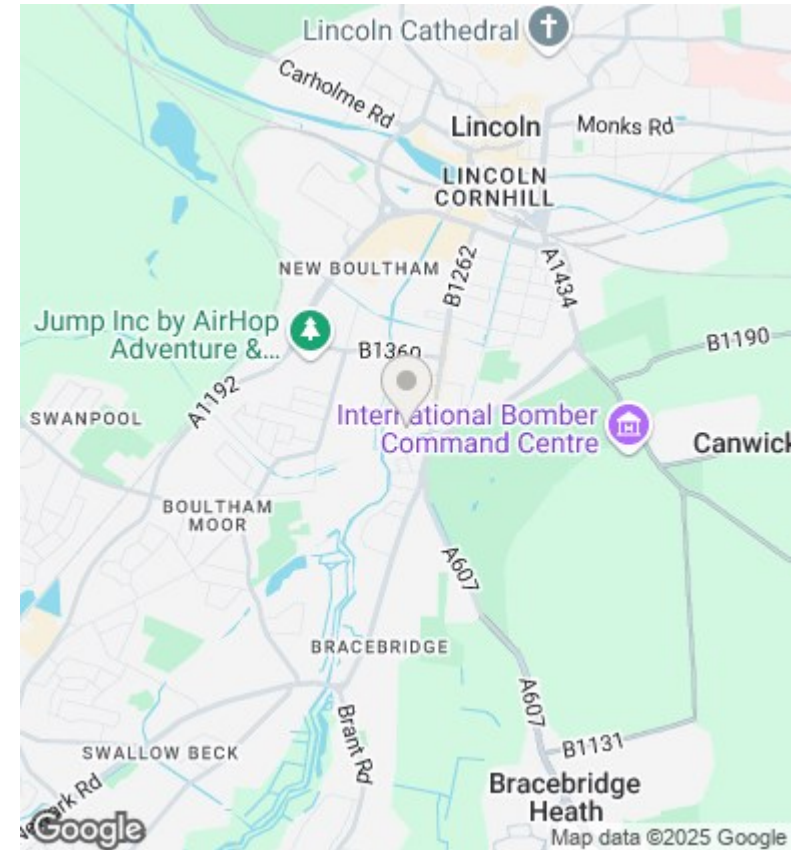 Lincoln Cathedral
Carholme Rd
Lincoln
Monks Rd
LINCOLN
CORNHILL
NEW BOULTHAM
B1262
A1434
Jump Inc by AirHop
Adventure &...
B1360
B1190
A1192
SWANPOOL
International Bomber
Command Centre
Canwick
BOULTHAM
MOOR
A607
BRACEBRIDGE
A607
Brant Rd
B1131
SWALLOW BECK
Bracebridge
Heath
Rd
Google
Map data ©2025 Google